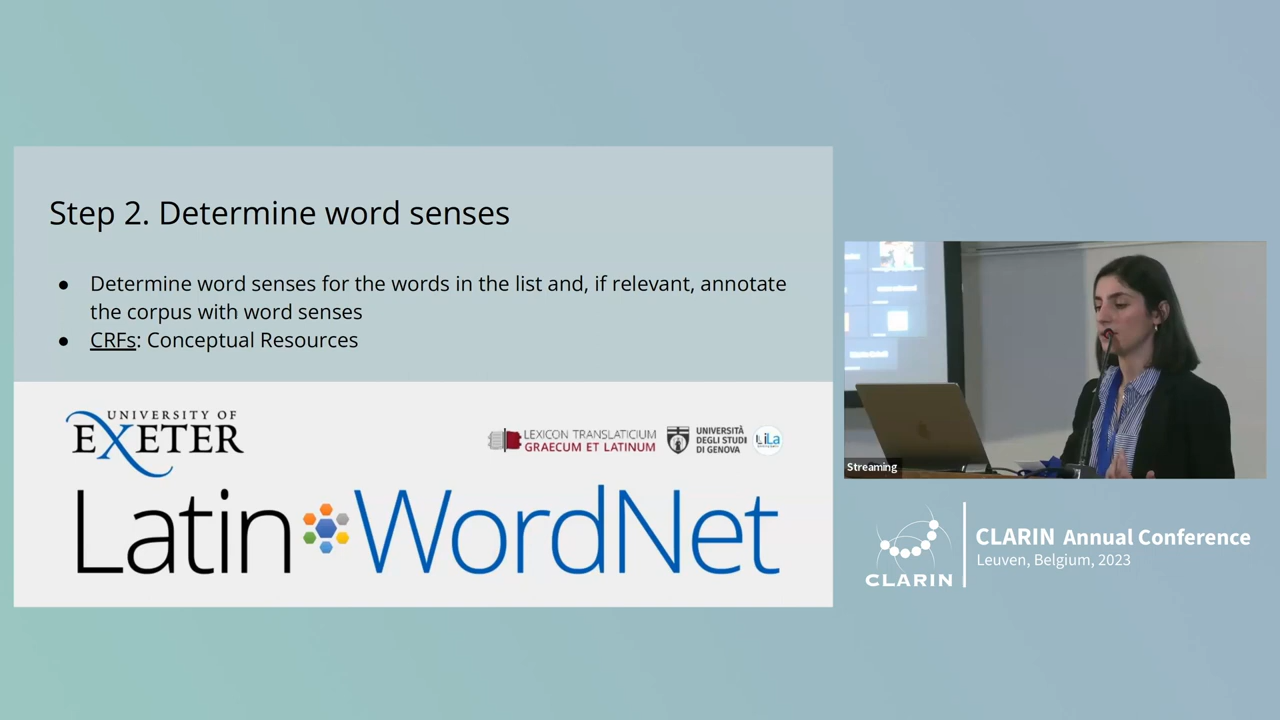 Step 2. Determine word senses
● Determine word senses for the words in the list and, if relevant, annotate
the corpus with word senses
● CRFs: Conceptual Resources
UNIVERSITY OF
EXETER
LEXICON TRANSLATICIUM
GRAECUM ET LATINUM
UNIVERSITÀ
DEGLI STUDI
DI GENOVA
LiLa
Latin WordNet
Streaming
CLARIN
CLARIN Annual Conference
Leuven, Belgium, 2023